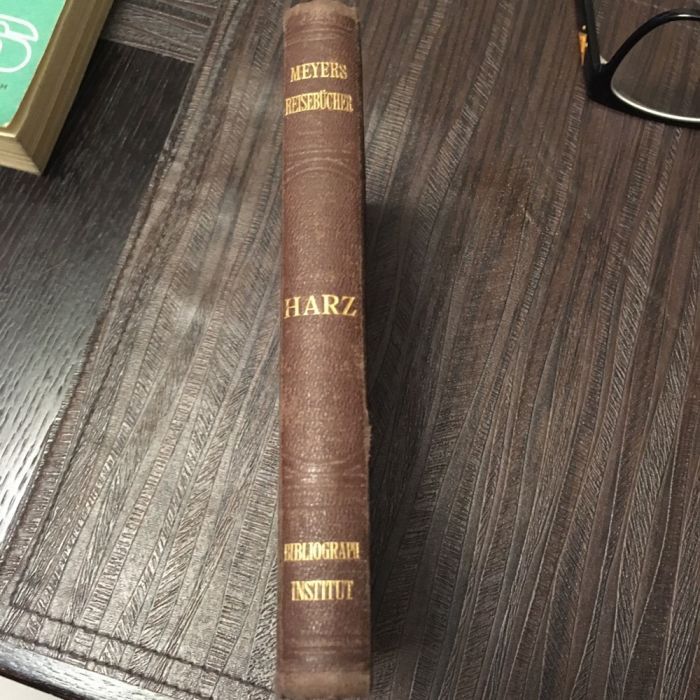 MEYERS
REISEBÜCHER
HARZ
BIBLIOGRAPH
INSTITUT